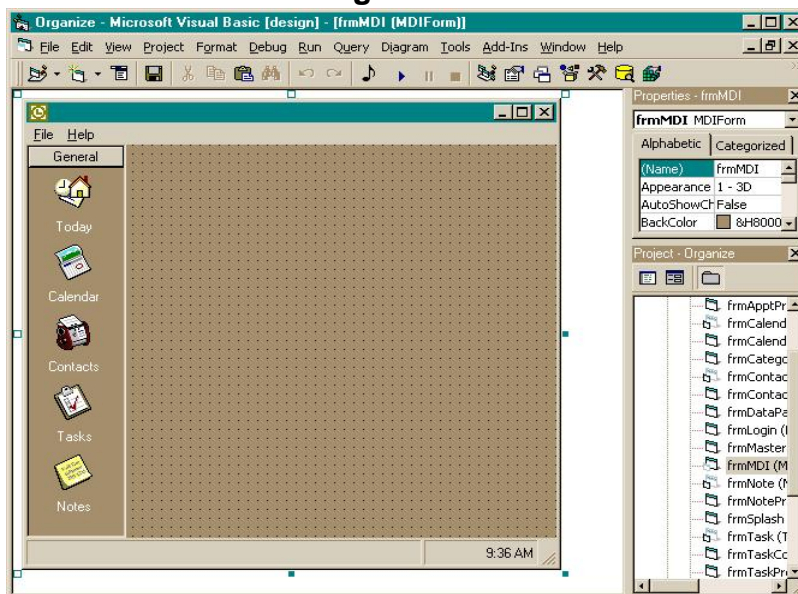 Organize - Microsoft Visual Basic [design] - [frmMDI (MDIForm)]
File Edit View Project Format Debug Run Query Diagram Tools Add-Ins Window Help
Properties - frmMDI
frmMDI MDIForm
Alphabetic Categorized
(Name) frmMDI
Appearance 1 - 3D
AutoShowCh False
BackColor &H8000
File Help
General
Today
Calendar
Contacts
Tasks
Notes
9:36 AM
Project - Organize
frmApptPr
frmCalend
frmCalend
frmCatego
frmContac
frmContac
frmDataPa
frmLogin (
frmMaster
frmMDI (M
frmNote (
frmNotePr
frmSplash
frmTask (T
frmTaskCo
frmTaskPr